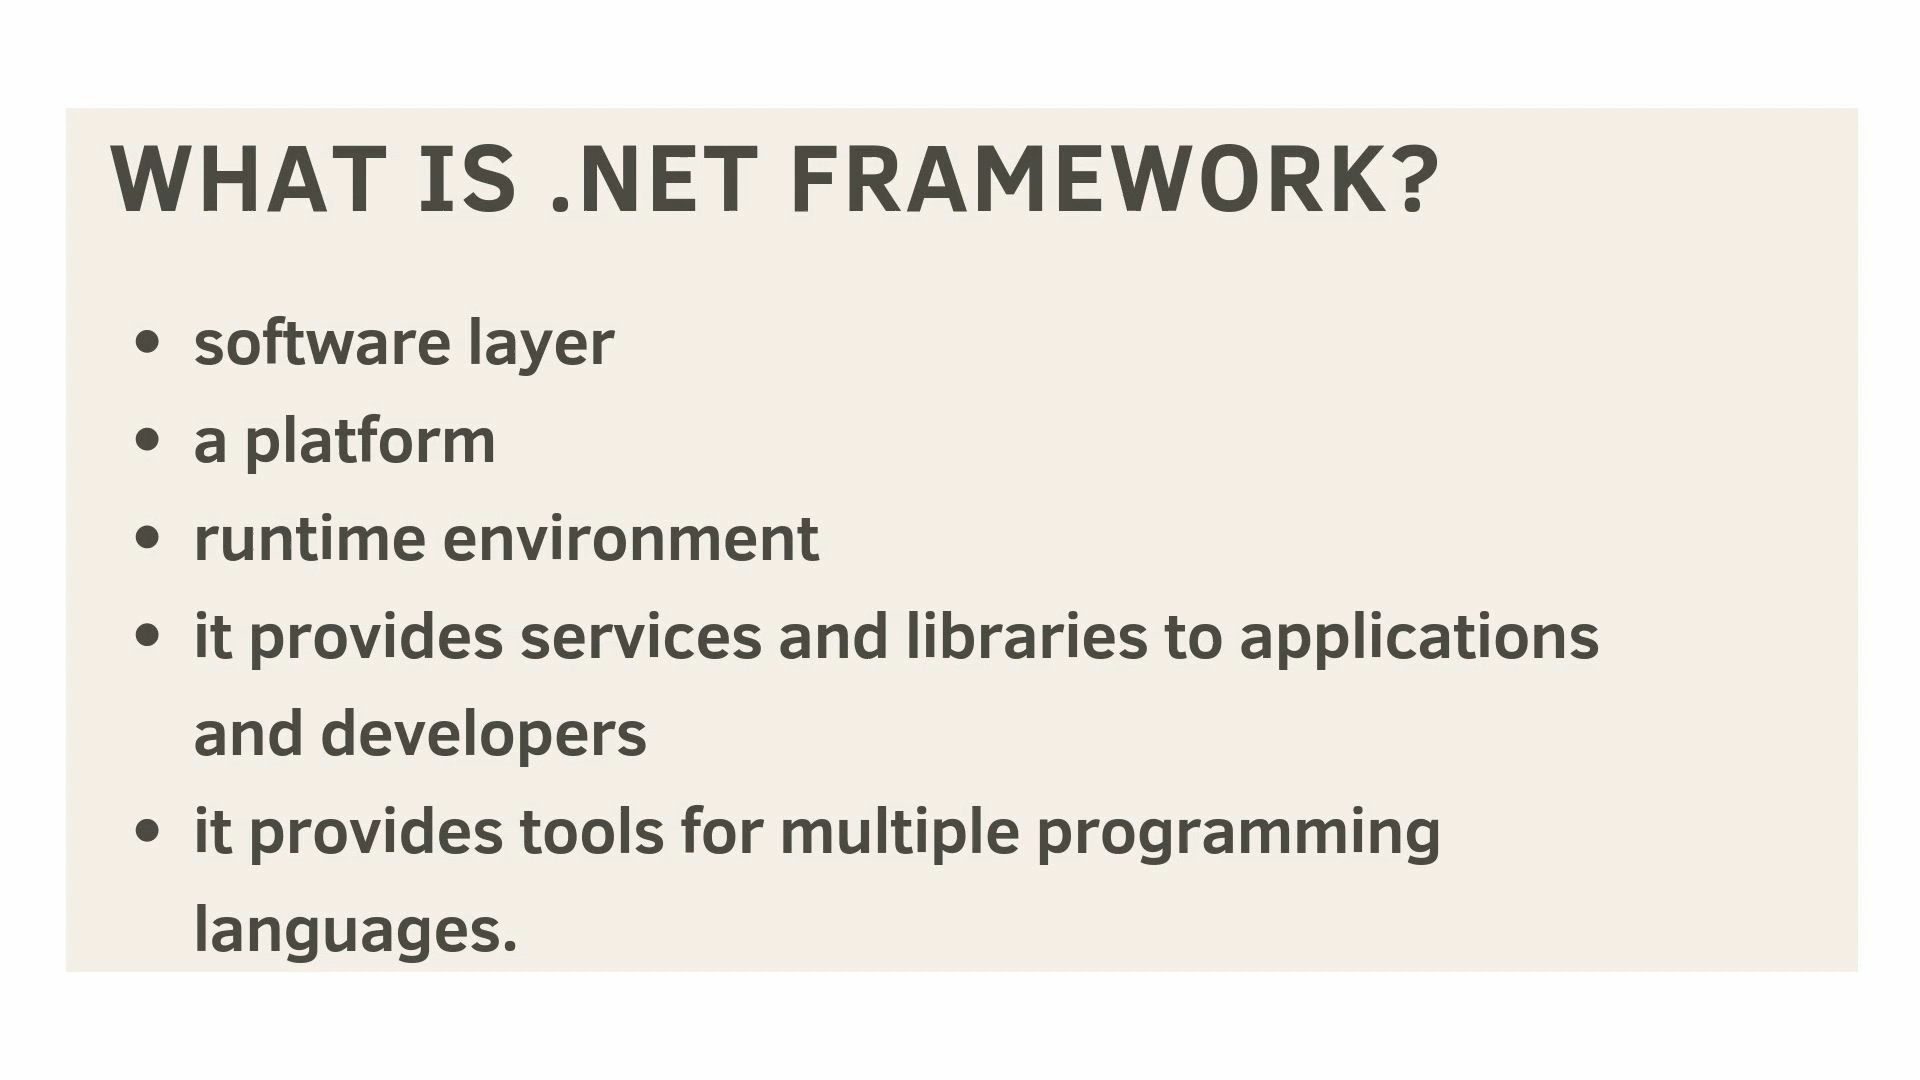 WHAT IS .NET FRAMEWORK?
• software layer
• a platform
• runtime environment
• it provides services and libraries to applications
and developers
• it provides tools for multiple programming
languages.